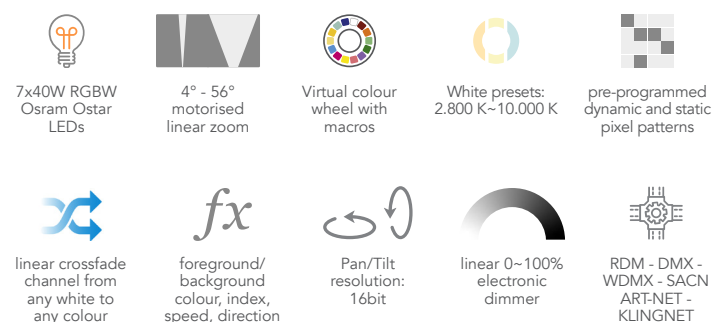 7x40W RGBW
Osram Ostar
LEDs
4° - 56°
motorised
linear zoom
Virtual colour
wheel with
macros
White presets:
2.800 K~10.000 K
pre-programmed
dynamic and static
pixel patterns
linear crossfade
channel from
any white to
any colour
fx
foreground/
background
colour, index,
speed, direction
Pan/Tilt
resolution:
16bit
linear 0~100%
electronic
dimmer
RDM - DMX -
WDMX - SACN
ART-NET -
KLINGNET